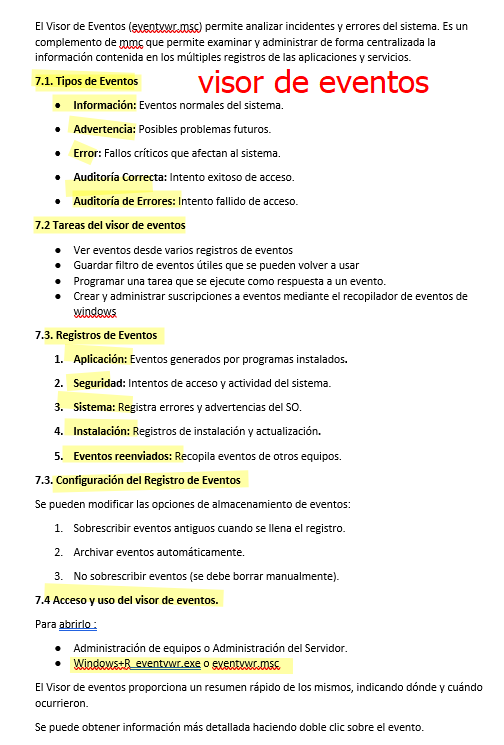 El Visor de Eventos (eventvwr.msc) permite analizar incidentes y errores del sistema. Es un
complemento de mmc que permite examinar y administrar de forma centralizada la
información contenida en los múltiples registros de las aplicaciones y servicios.
7.1. Tipos de Eventos
visor de eventos
● Información: Eventos normales del sistema.
● Advertencia: Posibles problemas futuros.
● Error: Fallos críticos que afectan al sistema.
● Auditoría Correcta: Intento exitoso de acceso.
● Auditoría de Errores: Intento fallido de acceso.
7.2 Tareas del visor de eventos
● Ver eventos desde varios registros de eventos
● Guardar filtro de eventos útiles que se pueden volver a usar
● Programar una tarea que se ejecute como respuesta a un evento.
● Crear y administrar suscripciones a eventos mediante el recopilador de eventos de
windows
7.3. Registros de Eventos
1. Aplicación: Eventos generados por programas instalados.
2. Seguridad: Intentos de acceso y actividad del sistema.
3. Sistema: Registra errores y advertencias del SO.
4. Instalación: Registros de instalación y actualización.
5. Eventos reenviados: Recopila eventos de otros equipos.
7.3. Configuración del Registro de Eventos
Se pueden modificar las opciones de almacenamiento de eventos:
1. Sobrescribir eventos antiguos cuando se llena el registro.
2. Archivar eventos automáticamente.
3. No sobrescribir eventos (se debe borrar manualmente).
7.4 Acceso y uso del visor de eventos.
Para abrirlo :
● Administración de equipos o Administración del Servidor.
● Windows+R eventvwr.exe o eventvwr.msc
El Visor de eventos proporciona un resumen rápido de los mismos, indicando dónde y cuándo
ocurrieron.
Se puede obtener información más detallada haciendo doble clic sobre el evento.